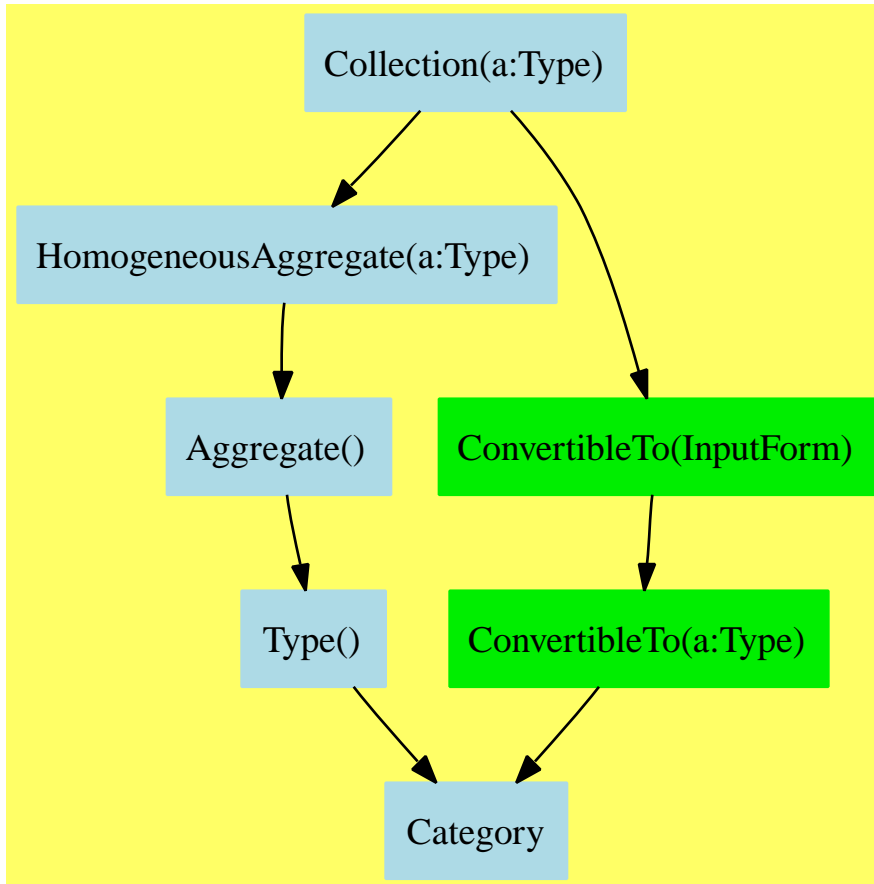 Collection(a:Type)
HomogeneousAggregate(a:Type)
Aggregate()
ConvertibleTo(InputForm)
Type()
ConvertibleTo(a:Type)
Category